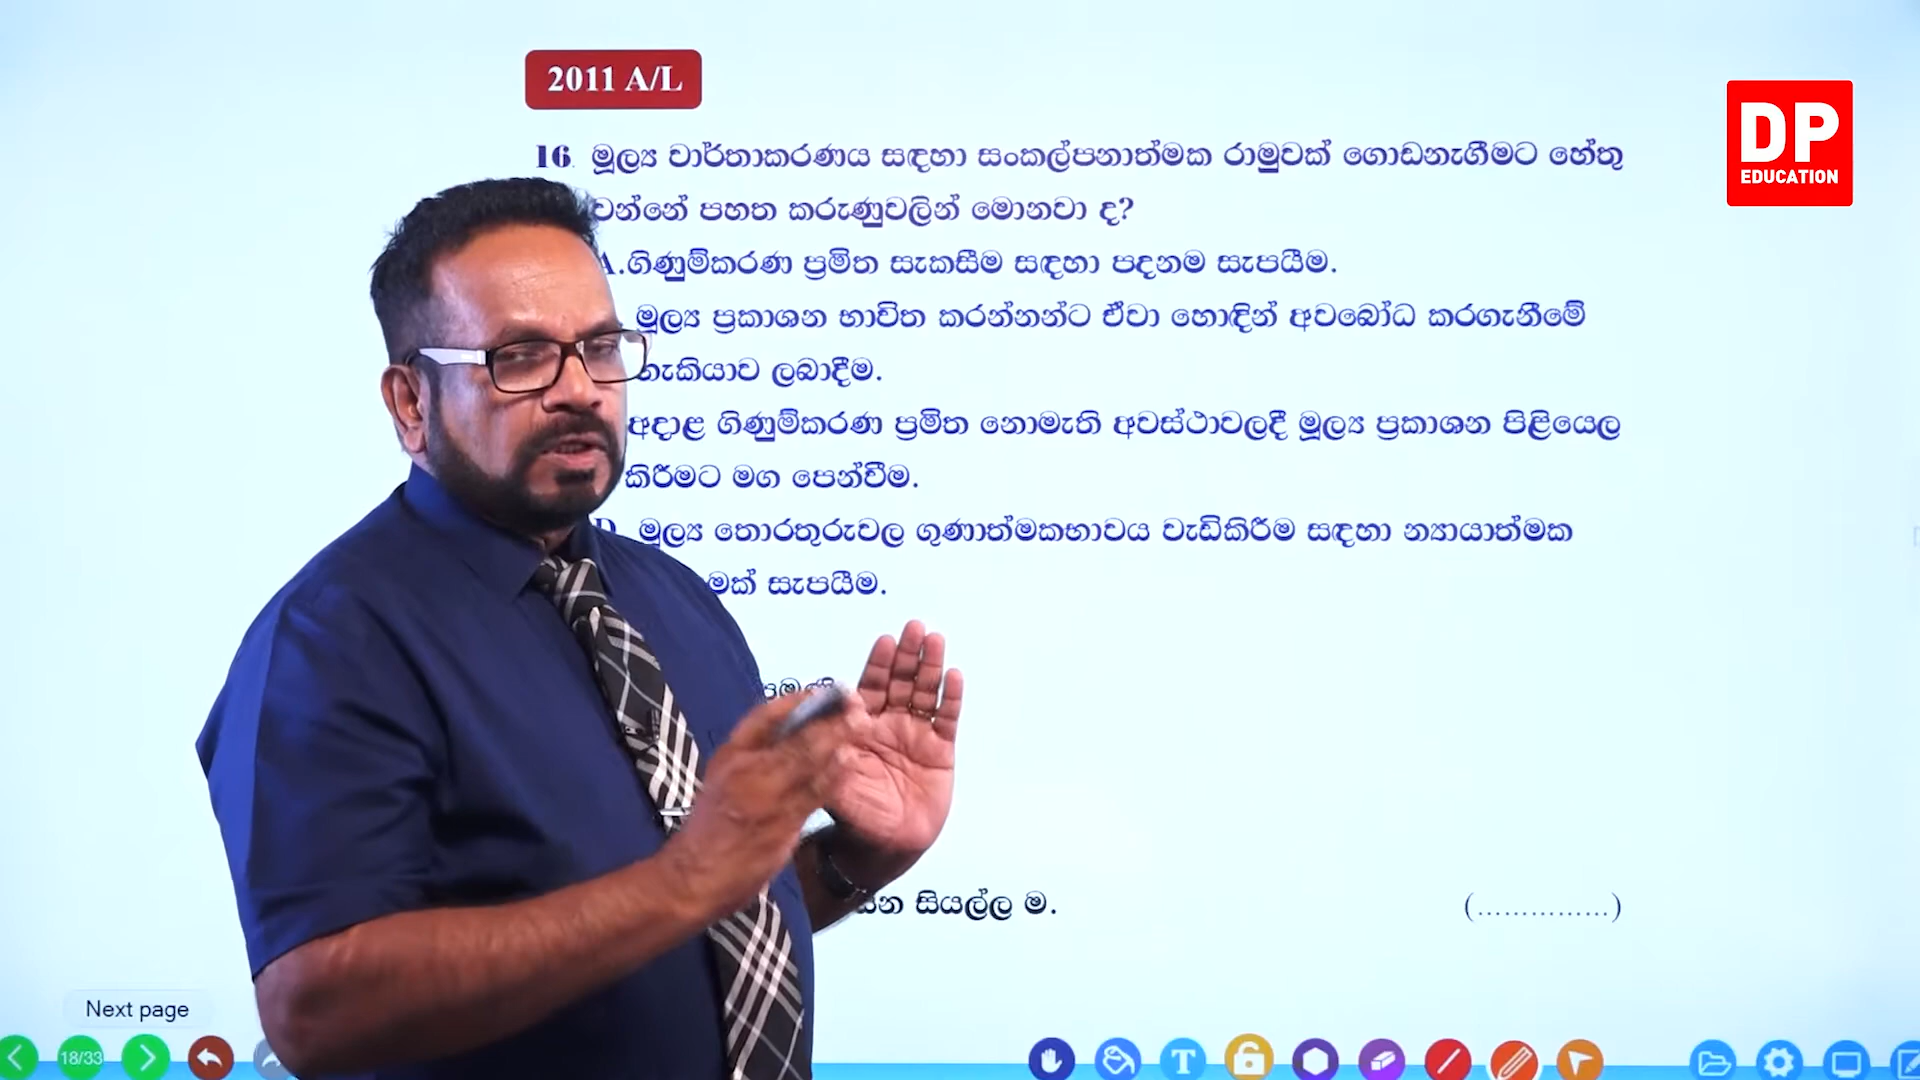 2011 A/L
DP
EDUCATION
16. මූල්‍ය වාර්තාකරණය සඳහා සංකල්පනාත්මක රාමුවක් ගොඩනැගීමට හේතු
වන්නේ පහත කරුණුවලින් මොනවා ද?
A.ගිණුම්කරණ ප්‍රමිත සැකසීම සඳහා පදනම සැපයීම.
මූල්‍ය ප්‍රකාශන භාවිත කරන්නන්ට ඒවා හොඳින් අවබෝධ කරගැනීමේ
හැකියාව ලබාදීම.
අදාළ ගිණුම්කරණ ප්‍රමිත නොමැති අවස්ථාවලදී මූල්‍ය ප්‍රකාශන පිළියෙල
කිරීමට මග පෙන්වීම.
D. මූල්‍ය තොරතුරුවල ගුණාත්මකභාවය වැඩිකිරීම සඳහා න්‍යායාත්මක
සැපයීම.
සියල්ල ම. (...............)
Next page
18/33
T